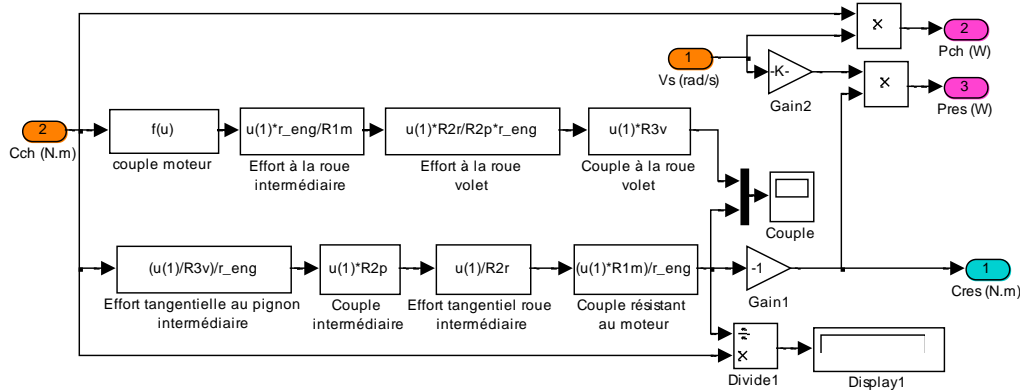 2
Pch (W)
1
Vs (rad/s)
-K-
Gain2
3
Pres (W)
2
Cch (N.m)
f(u)
couple moteur
u(1)*r_eng/R1m
Effort à la roue
intermédiaire
u(1)*R2r/R2p*r_eng
Effort à la roue
volet
u(1)*R3v
Couple à la roue
volet
Couple
(u(1)/R3v)/r_eng
Effort tangentielle au pignon
intermédiaire
u(1)*R2p
Couple
intermédiaire
u(1)/R2r
Effort tangentiel roue
intermédiaire
(u(1)*R1m)/r_eng
Couple résistant
au moteur
-1
Gain1
1
Cres (N.m)
Divide1
Display1